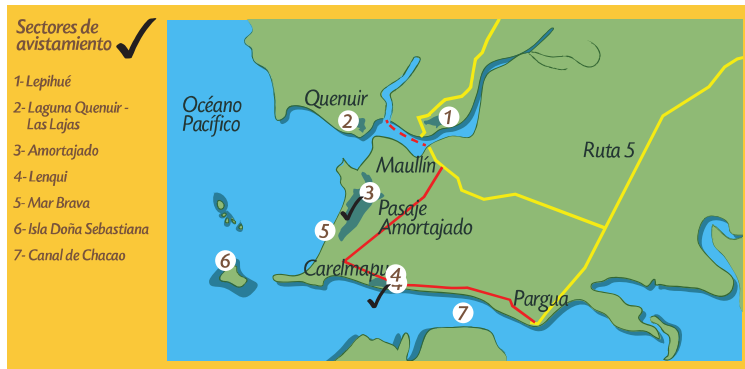 Sectores de
avistamiento
1- Lepihué
2- Laguna Quenuir -
Las Lajas
3- Amortajado
4- Lenqui
5- Mar Brava
6- Isla Doña Sebastiana
7- Canal de Chacao
Océano
Pacífico
Quenuir
2
1
Ruta 5
Maullín
3
Pasaje
Amortajado
5
6
Carelmapu
4
4
7
Pargua